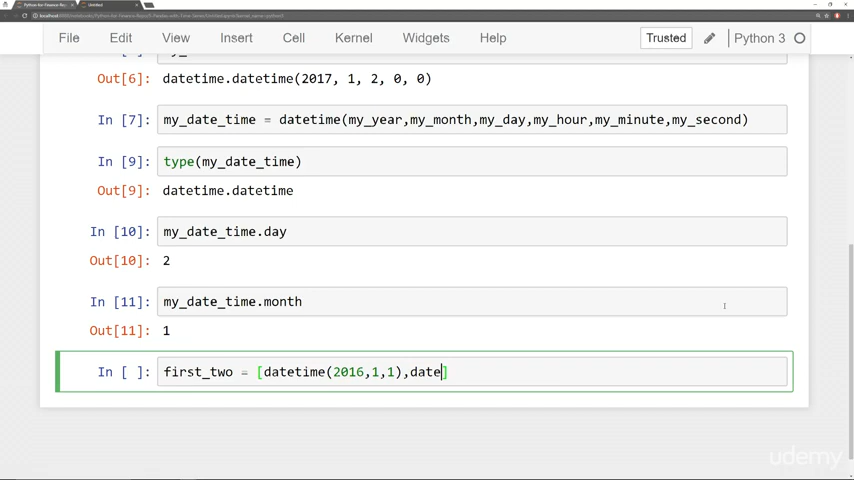 Untitled
File Edit View Insert Cell Kernel Widgets Help Trusted Python 3
Out[6]: datetime.datetime(2017, 1, 2, 0, 0)
In [7]: my_date_time = datetime(my_year,my_month,my_day,my_hour,my_minute,my_second)
In [9]: type(my_date_time)
Out[9]: datetime.datetime
In [10]: my_date_time.day
Out[10]: 2
In [11]: my_date_time.month
Out[11]: 1
In [ ]: first_two = [datetime(2016,1,1),date]
udemy